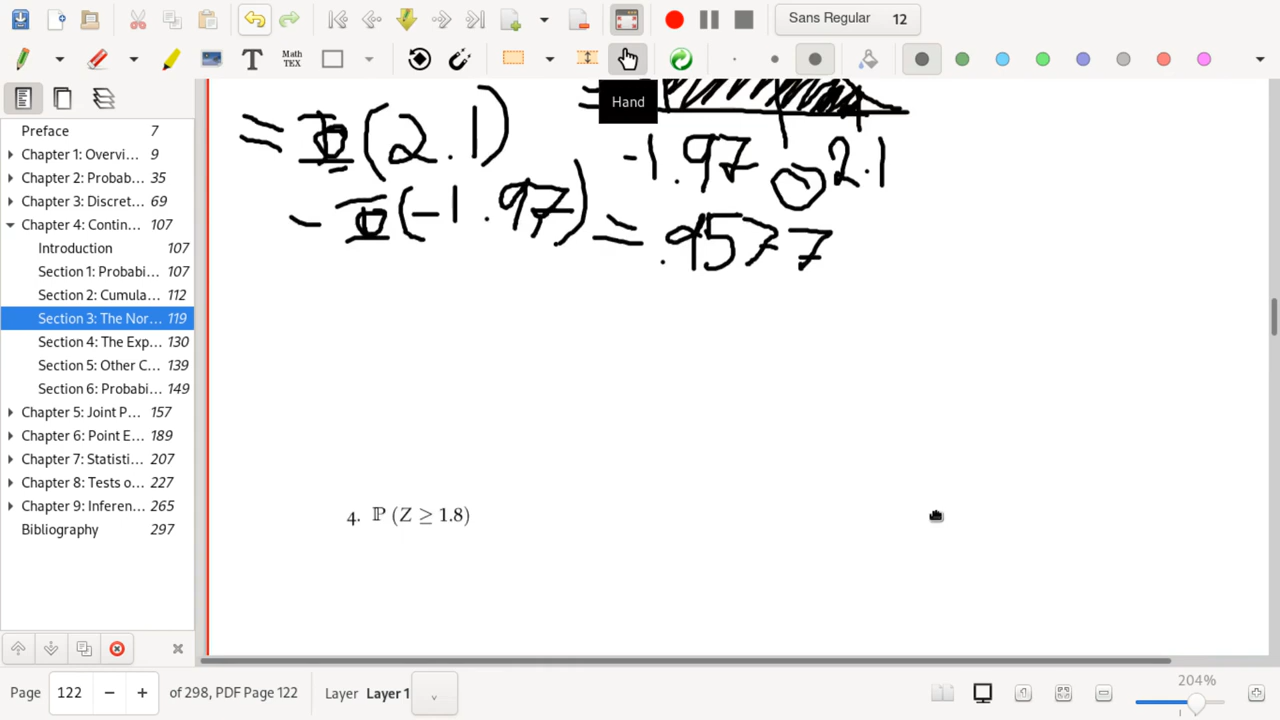 Sans Regular 12
T Math TEX
Hand
Preface 7
Chapter 1: Overvi... 9
Chapter 2: Probab... 35
Chapter 3: Discret... 69
Chapter 4: Contin... 107
Introduction 107
Section 1: Probabi... 107
Section 2: Cumula... 112
Section 3: The Nor... 119
Section 4: The Exp... 130
Section 5: Other C... 139
Section 6: Probabi... 149
Chapter 5: Joint P... 157
Chapter 6: Point E... 189
Chapter 7: Statisti... 207
Chapter 8: Tests o... 227
Chapter 9: Inferen... 265
Bibliography 297
= Φ(2.1)
- Φ(-1.97) = .9577
=
-1.97 0 2.1
4. ℙ (Z ≥ 1.8)
Page 122 of 298, PDF Page 122 Layer Layer 1 204%